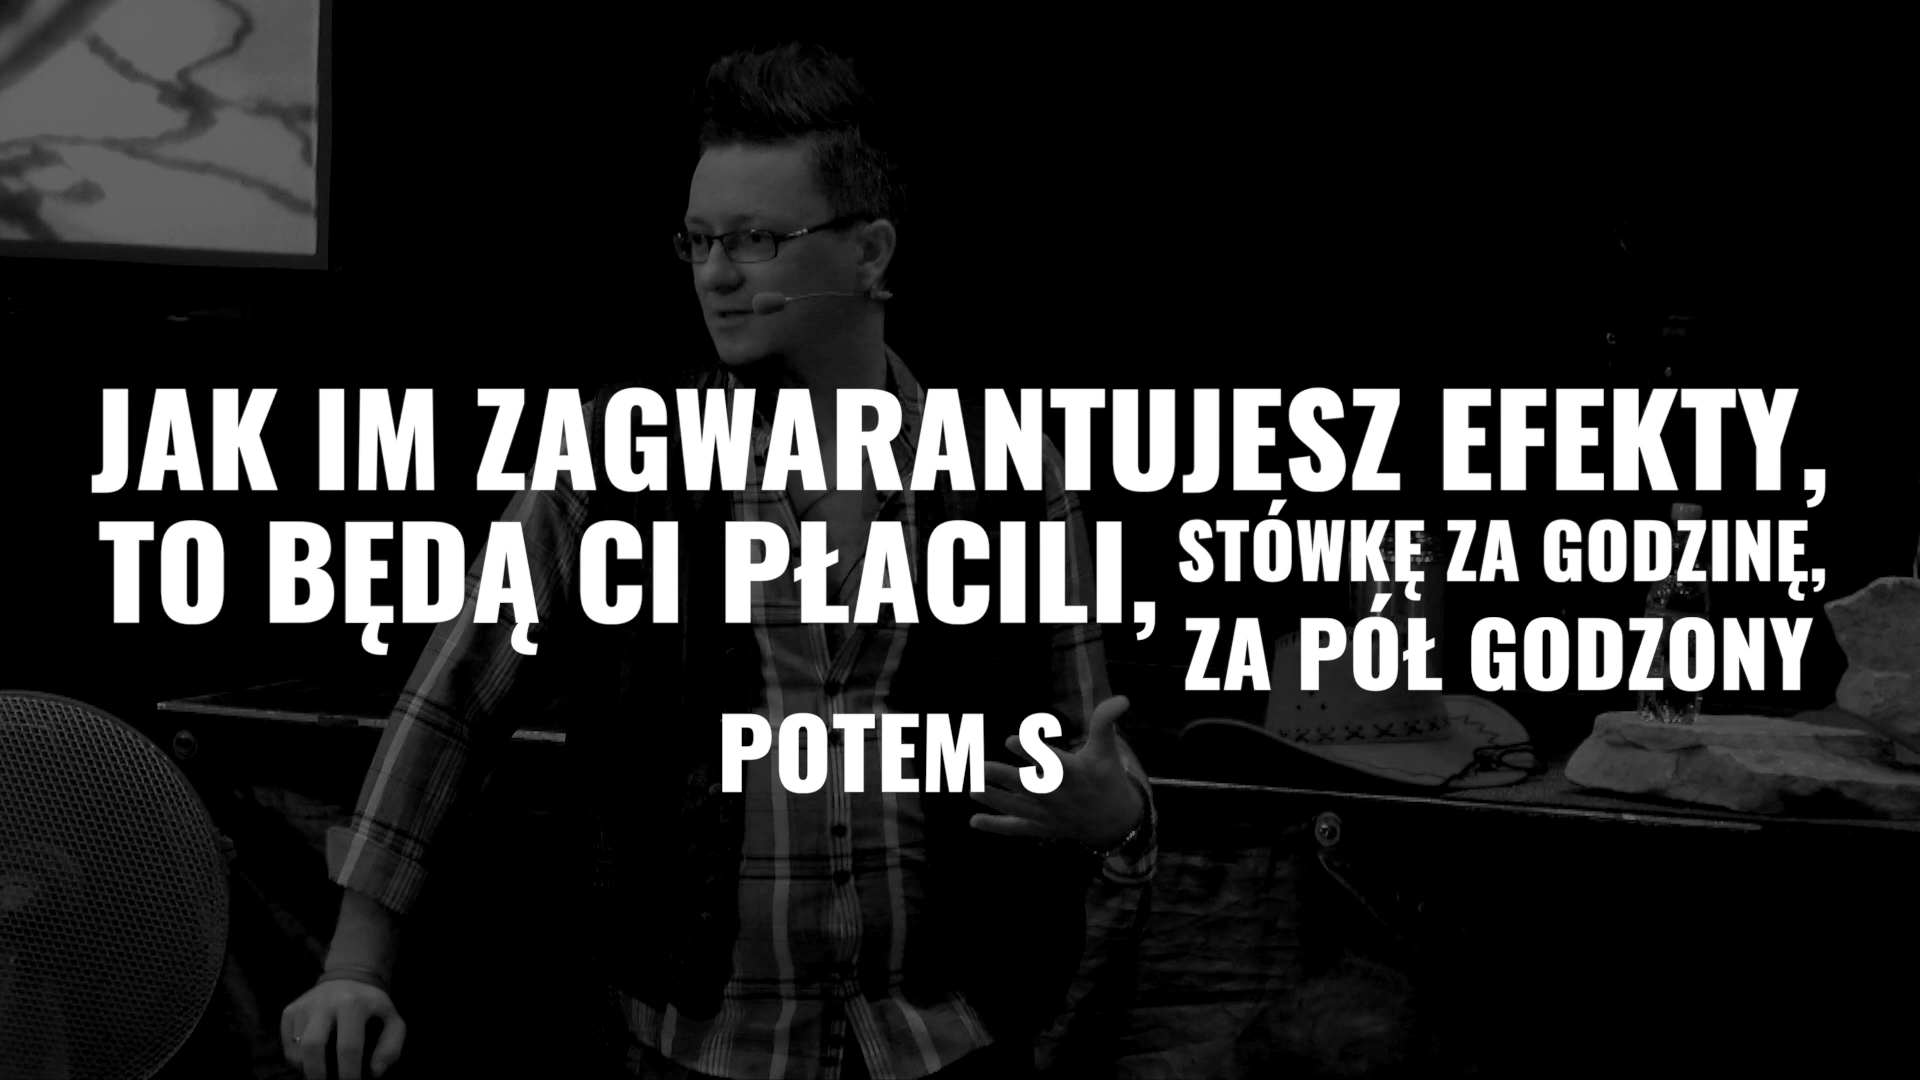 JAK IM ZAGWARANTUJESZ EFEKTY,
TO BĘDĄ CI PŁACILI,
STÓWKĘ ZA GODZINĘ,
ZA PÓŁ GODZONY
POTEM S